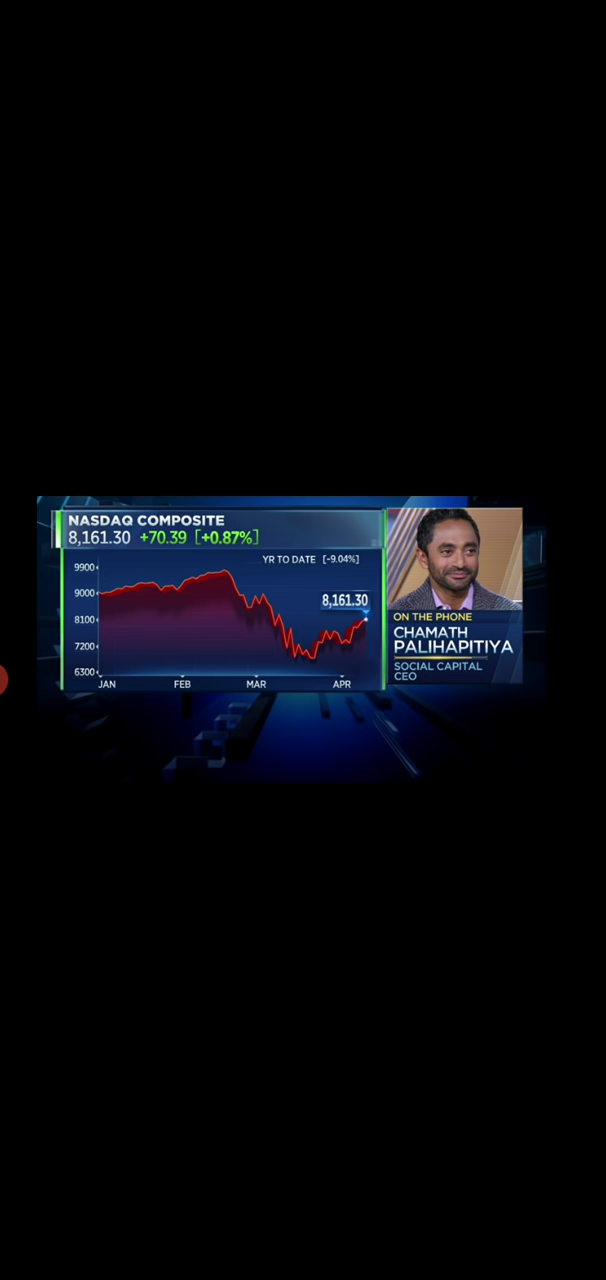 NASDAQ COMPOSITE
8,161.30 +70.39 [+0.87%]
YR TO DATE [-9.04%]
9900
9000
8100
7200
6300
8,161.30
JAN FEB MAR APR
ON THE PHONE
CHAMATH
PALIHAPITIYA
SOCIAL CAPITAL
CEO